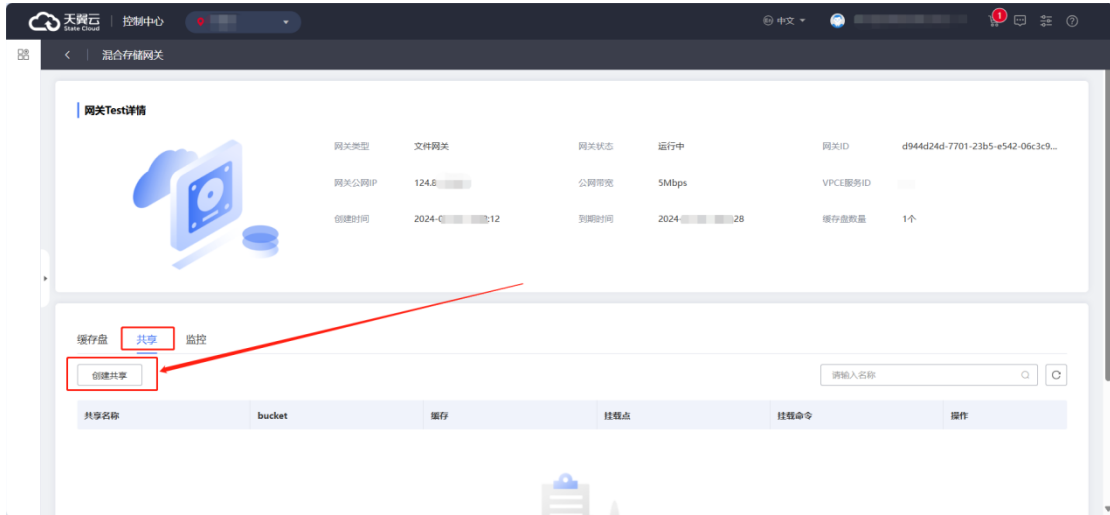 天翼云 State Cloud 控制中心 En 中文 1
混合存储网关
网关Test详情
网关类型 文件网关 网关状态 运行中 网关ID d944d24d-7701-23b5-e542-06c3c9...
网关公网IP 124.8 公网带宽 5Mbps VPCE服务ID
创建时间 2024-0 :12 到期时间 2024- 28 缓存盘数量 1个
缓存盘 共享 监控
创建共享 请输入名称
共享名称 bucket 缓存 挂载点 挂载命令 操作